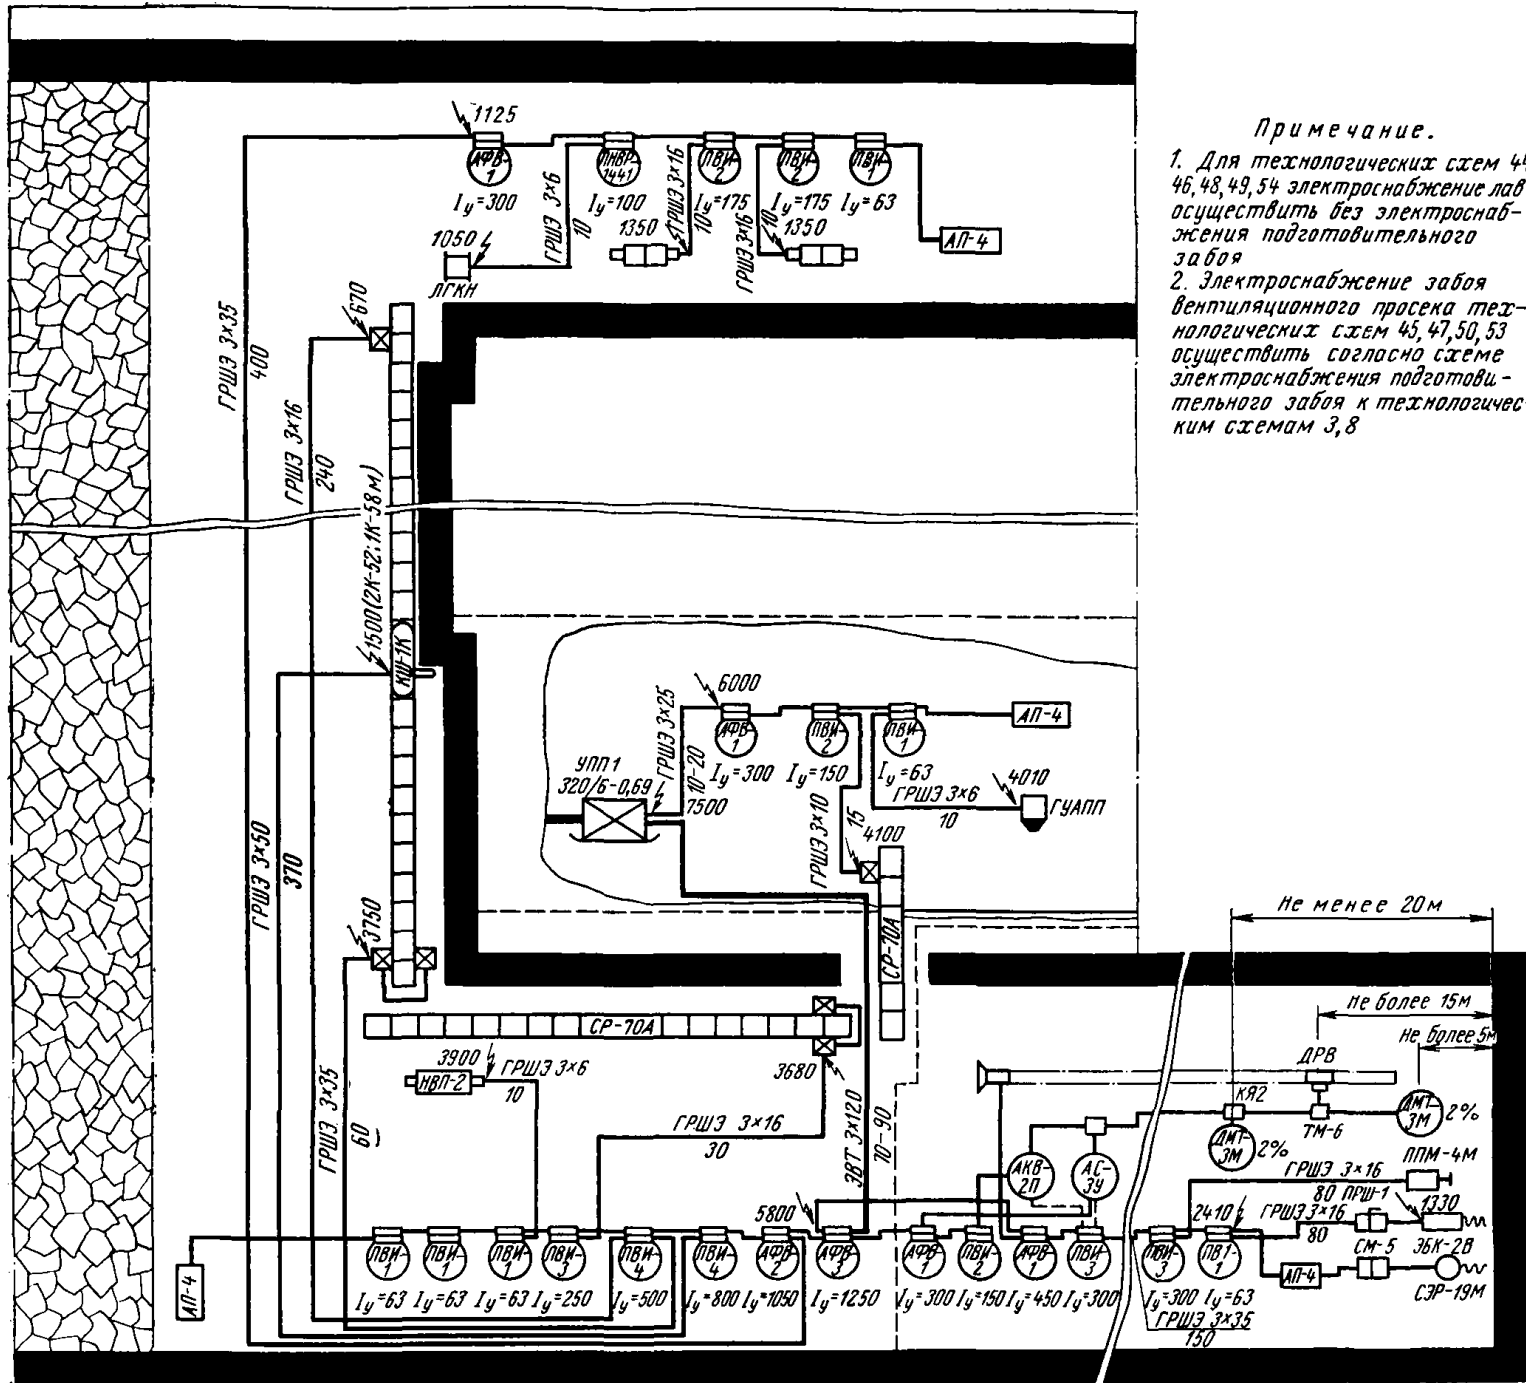 1125
АФВ-1
ПНВР-1441
ПВИ-2
ПВИ-2
ПВИ-1
Iу=300
Iу=100
Iу=175
Iу=175
Iу=63
ГРШЭ 3×6
10
ГРШЭ 3×16
10
ГРШЭ 3×16
10
1350
1350
АП-4
1050
ЛГКН
Примечание.
1. Для технологических схем 44,
46,48,49,54 электроснабжение лав
осуществить без электроснаб-
жения подготовительного
забоя
2. Электроснабжение забоя
вентиляционного просека тех-
нологических схем 45,47,50,53
осуществить согласно схеме
электроснабжения подготови-
тельного забоя к технологичес-
ким схемам 3,8
ГРШЭ 3×35
400
670
ГРШЭ 3×16
240
1500(2К-52;1К-58м)
КШ-1К
ГРШЭ 3×50
370
3750
ГРШЭ 3×35
60
6000
АФВ-1
ПВИ-2
ПВИ-1
АП-4
Iу=300
Iу=150
Iу=63
ГРШЭ 3×25
10-20
УПП1
320/6-0,69
7500
ГРШЭ 3×6
10
4010
ГУАПП
ГРШЭ 3×10
15
4100
СР-70А
СР-70А
3900
НВП-2
ГРШЭ 3×6
10
3680
ГРШЭ 3×16
30
ЭВТ 3×120
70-90
5800
Не менее 20м
Не более 15м
Не более 5м
ДРВ
КЯ2
ДМТ-3М
2%
ТМ-6
ДМТ-3М
2%
АКВ-2П
АС-3У
ППМ-4М
ГРШЭ 3×16
80
ПРШ-1
1330
2410
ГРШЭ 3×16
80
СМ-5
ЭБК-2В
АП-4
СЭР-19М
АП-4
ПВИ-1
ПВИ-1
ПВИ-1
ПВИ-3
ПВИ-4
ПВИ-4
АФВ-2
АФВ-3
АФВ-1
ПВИ-2
АФВ-1
ПВИ-3
ПВИ-3
ПВ1-1
Iу=63
Iу=63
Iу=63
Iу=250
Iу=500
Iу=800
Iу=1050
Iу=1250
Iу=300
Iу=150
Iу=450
Iу=300
Iу=300
Iу=63
ГРШЭ 3×35
150